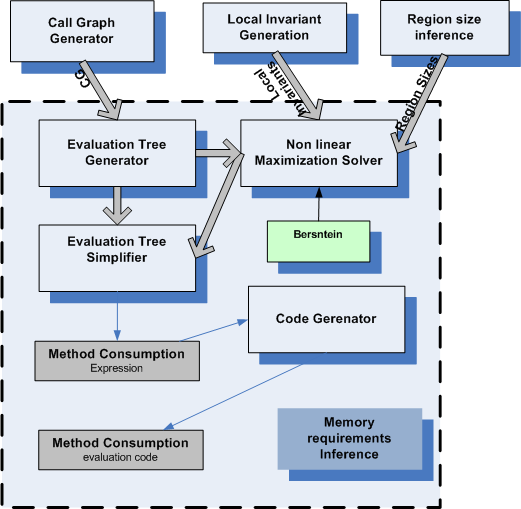 Call Graph
Generator
Local Invariant
Generation
Region size
inference
CG
Local
Invariants
Region Sizes
Evaluation Tree
Generator
Non linear
Maximization Solver
Bersntein
Evaluation Tree
Simplifier
Code Gerenator
Method Consumption
Expression
Method Consumption
evaluation code
Memory
requirements
Inference